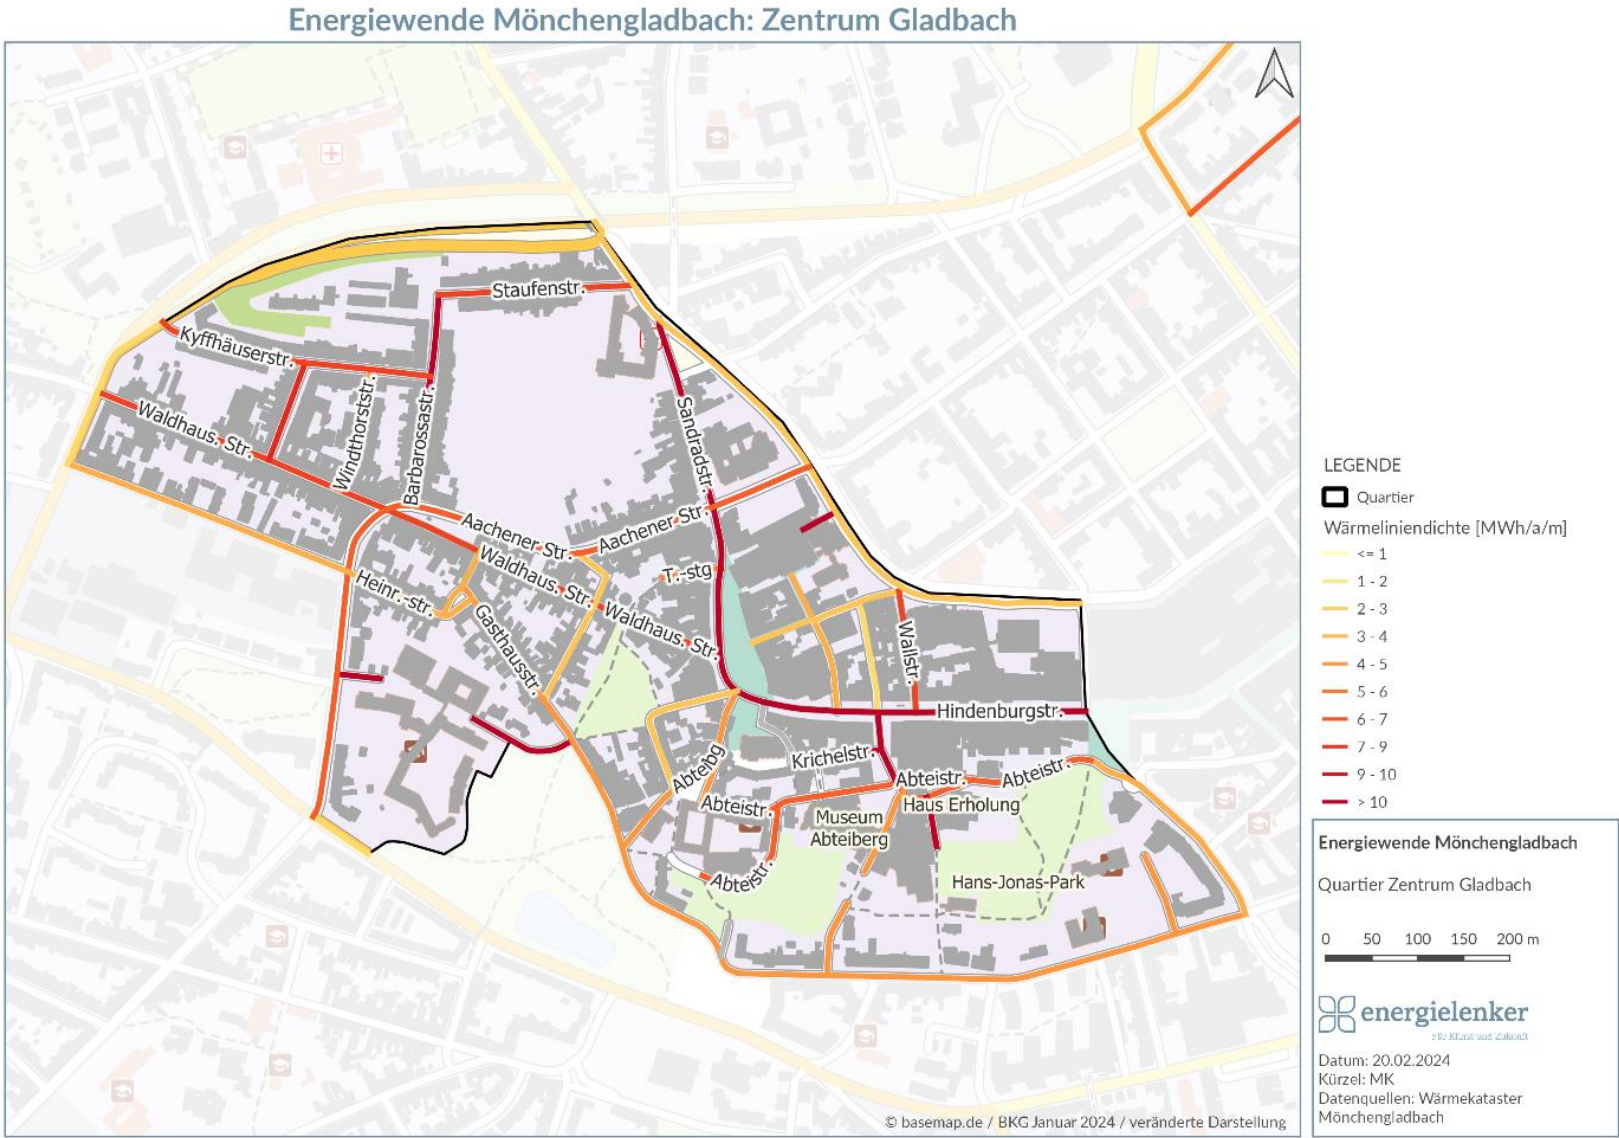 Energiewende Mönchengladbach: Zentrum Gladbach
Staufenstr.
Kyffhäuserstr.
Windthorststr.
Barbarossastr.
Waldhaus. Str.
Sandradstr.
Aachener Str.
Aachener Str.
Waldhaus. Str.
T.-stg
Heinr.-str.
Gasthausstr.
Waldhaus. Str.
Wallstr.
Hindenburgstr.
Krichelstr.
Abteibg
Abteistr.
Abteistr.
Abteistr.
Haus Erholung
Museum
Abteiberg
Abteistr.
Hans-Jonas-Park
© basemap.de / BKG Januar 2024 / veränderte Darstellung
LEGENDE
Quartier
Wärmeliniendichte [MWh/a/m]
<= 1
1 - 2
2 - 3
3 - 4
4 - 5
5 - 6
6 - 7
7 - 9
9 - 10
> 10
Energiewende Mönchengladbach
Quartier Zentrum Gladbach
0 50 100 150 200 m
energielenker
Für Klima und Zukunft
Datum: 20.02.2024
Kürzel: MK
Datenquellen: Wärmekataster
Mönchengladbach